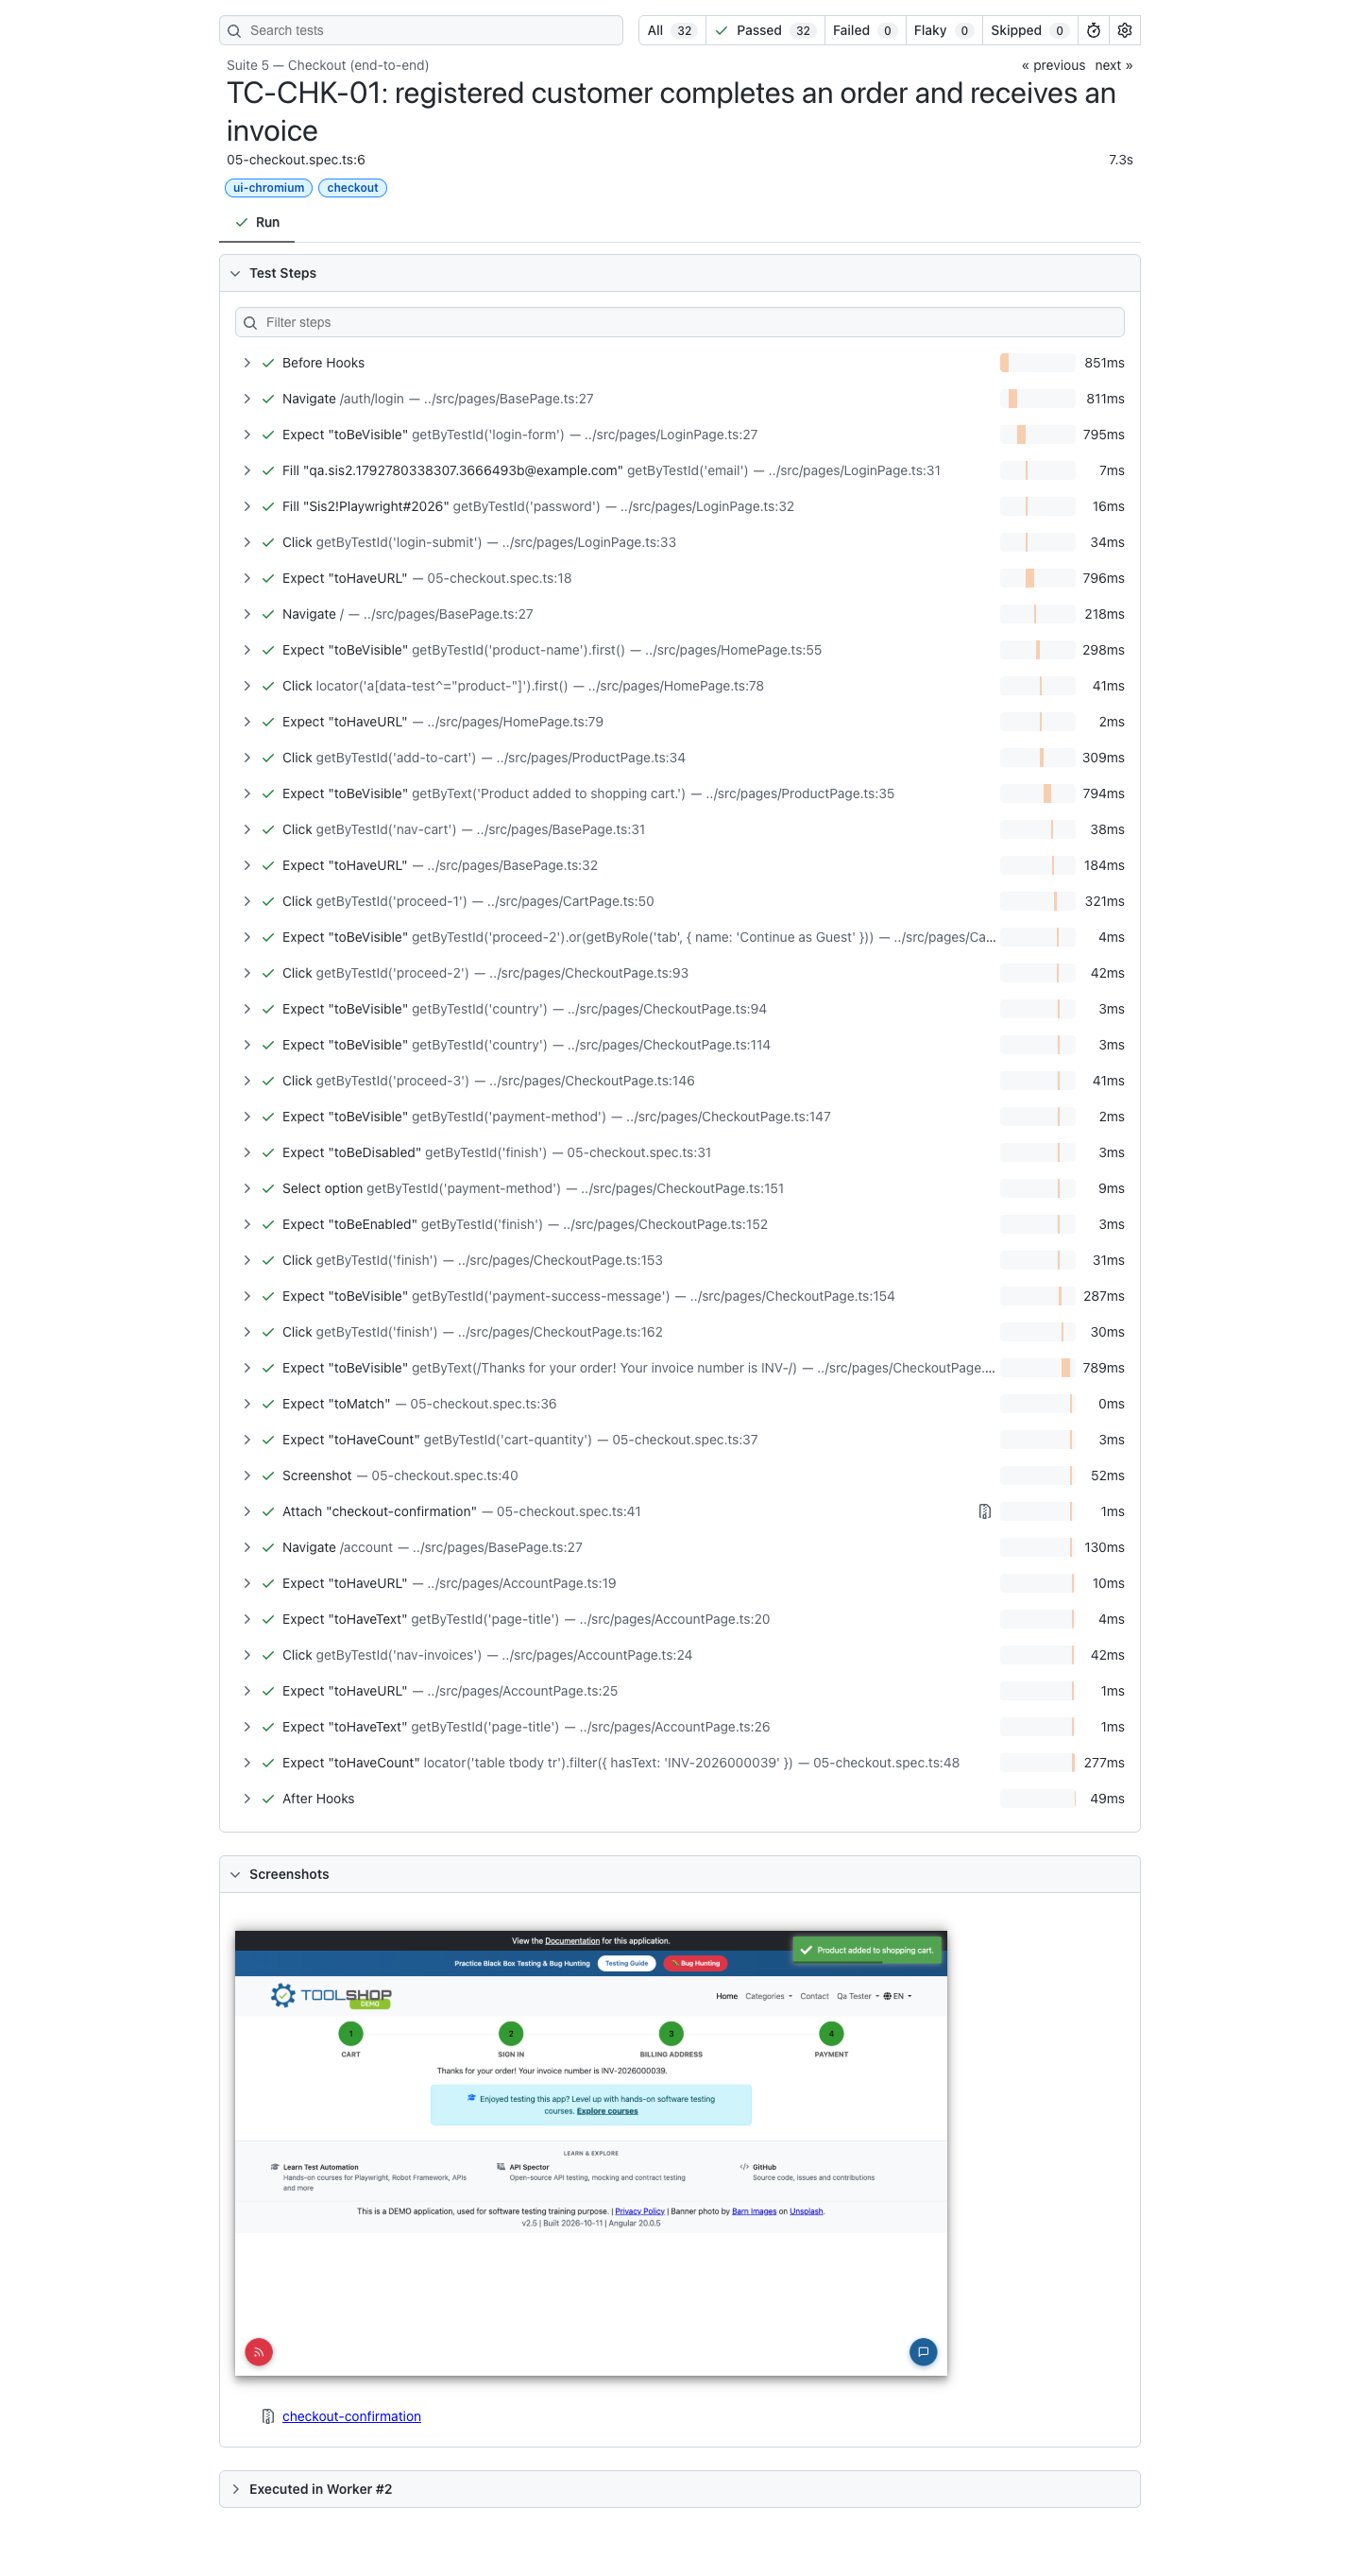 Search tests
All 32
Passed 32
Failed 0
Flaky 0
Skipped 0
Suite 5 — Checkout (end-to-end)
« previous next »
TC-CHK-01: registered customer completes an order and receives an
invoice
05-checkout.spec.ts:6
7.3s
ui-chromium
checkout
Run
Test Steps
Filter steps
Before Hooks 851ms
Navigate /auth/login — ../src/pages/BasePage.ts:27 811ms
Expect "toBeVisible" getByTestId('login-form') — ../src/pages/LoginPage.ts:27 795ms
Fill "qa.sis2.1792780338307.3666493b@example.com" getByTestId('email') — ../src/pages/LoginPage.ts:31 7ms
Fill "Sis2!Playwright#2026" getByTestId('password') — ../src/pages/LoginPage.ts:32 16ms
Click getByTestId('login-submit') — ../src/pages/LoginPage.ts:33 34ms
Expect "toHaveURL" — 05-checkout.spec.ts:18 796ms
Navigate / — ../src/pages/BasePage.ts:27 218ms
Expect "toBeVisible" getByTestId('product-name').first() — ../src/pages/HomePage.ts:55 298ms
Click locator('a[data-test^="product-"]').first() — ../src/pages/HomePage.ts:78 41ms
Expect "toHaveURL" — ../src/pages/HomePage.ts:79 2ms
Click getByTestId('add-to-cart') — ../src/pages/ProductPage.ts:34 309ms
Expect "toBeVisible" getByText('Product added to shopping cart.') — ../src/pages/ProductPage.ts:35 794ms
Click getByTestId('nav-cart') — ../src/pages/BasePage.ts:31 38ms
Expect "toHaveURL" — ../src/pages/BasePage.ts:32 184ms
Click getByTestId('proceed-1') — ../src/pages/CartPage.ts:50 321ms
Expect "toBeVisible" getByTestId('proceed-2').or(getByRole('tab', { name: 'Continue as Guest' })) — ../src/pages/Ca... 4ms
Click getByTestId('proceed-2') — ../src/pages/CheckoutPage.ts:93 42ms
Expect "toBeVisible" getByTestId('country') — ../src/pages/CheckoutPage.ts:94 3ms
Expect "toBeVisible" getByTestId('country') — ../src/pages/CheckoutPage.ts:114 3ms
Click getByTestId('proceed-3') — ../src/pages/CheckoutPage.ts:146 41ms
Expect "toBeVisible" getByTestId('payment-method') — ../src/pages/CheckoutPage.ts:147 2ms
Expect "toBeDisabled" getByTestId('finish') — 05-checkout.spec.ts:31 3ms
Select option getByTestId('payment-method') — ../src/pages/CheckoutPage.ts:151 9ms
Expect "toBeEnabled" getByTestId('finish') — ../src/pages/CheckoutPage.ts:152 3ms
Click getByTestId('finish') — ../src/pages/CheckoutPage.ts:153 31ms
Expect "toBeVisible" getByTestId('payment-success-message') — ../src/pages/CheckoutPage.ts:154 287ms
Click getByTestId('finish') — ../src/pages/CheckoutPage.ts:162 30ms
Expect "toBeVisible" getByText(/Thanks for your order! Your invoice number is INV-/) — ../src/pages/CheckoutPage.... 789ms
Expect "toMatch" — 05-checkout.spec.ts:36 0ms
Expect "toHaveCount" getByTestId('cart-quantity') — 05-checkout.spec.ts:37 3ms
Screenshot — 05-checkout.spec.ts:40 52ms
Attach "checkout-confirmation" — 05-checkout.spec.ts:41 1ms
Navigate /account — ../src/pages/BasePage.ts:27 130ms
Expect "toHaveURL" — ../src/pages/AccountPage.ts:19 10ms
Expect "toHaveText" getByTestId('page-title') — ../src/pages/AccountPage.ts:20 4ms
Click getByTestId('nav-invoices') — ../src/pages/AccountPage.ts:24 42ms
Expect "toHaveURL" — ../src/pages/AccountPage.ts:25 1ms
Expect "toHaveText" getByTestId('page-title') — ../src/pages/AccountPage.ts:26 1ms
Expect "toHaveCount" locator('table tbody tr').filter({ hasText: 'INV-2026000039' }) — 05-checkout.spec.ts:48 277ms
After Hooks 49ms
Screenshots
View the Documentation for this application.
Product added to shopping cart.
Practice Black Box Testing & Bug Hunting Testing Guide Bug Hunting
TOOLSHOP
DEMO
Home Categories Contact Qa Tester EN
1 2 3 4
CART SIGN IN BILLING ADDRESS PAYMENT
Thanks for your order! Your invoice number is INV-2026000039.
Enjoyed testing this app? Level up with hands-on software testing
courses. Explore courses
LEARN & EXPLORE
Learn Test Automation
Hands-on courses for Playwright, Robot Framework, APIs
and more
API Spector
Open-source API testing, mocking and contract testing
GitHub
Source code, issues and contributions
This is a DEMO application, used for software testing training purpose. | Privacy Policy | Banner photo by Barn Images on Unsplash.
v2.5 | Built 2026-10-11 | Angular 20.0.5
checkout-confirmation
Executed in Worker #2